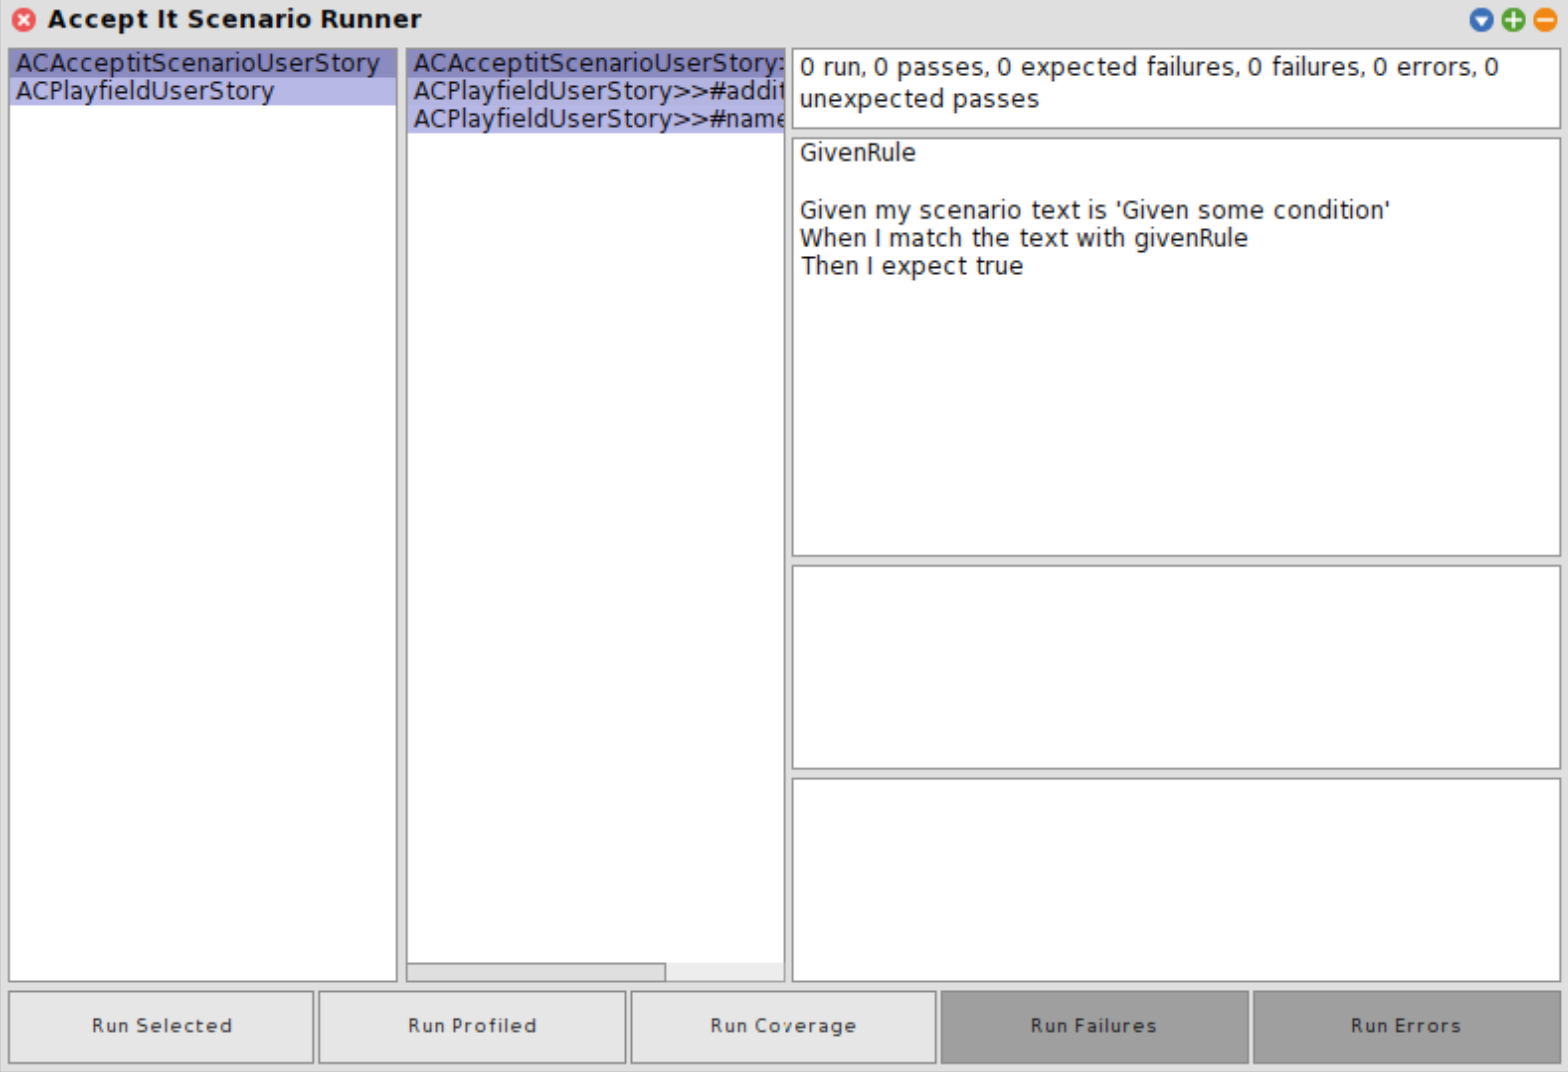 Accept It Scenario Runner
ACAcceptitScenarioUserStory
ACPlayfieldUserStory
ACAcceptitScenarioUserStory>
ACPlayfieldUserStory>>#addit
ACPlayfieldUserStory>>#name
0 run, 0 passes, 0 expected failures, 0 failures, 0 errors, 0
unexpected passes
GivenRule
Given my scenario text is 'Given some condition'
When I match the text with givenRule
Then I expect true
Run Selected
Run Profiled
Run Coverage
Run Failures
Run Errors